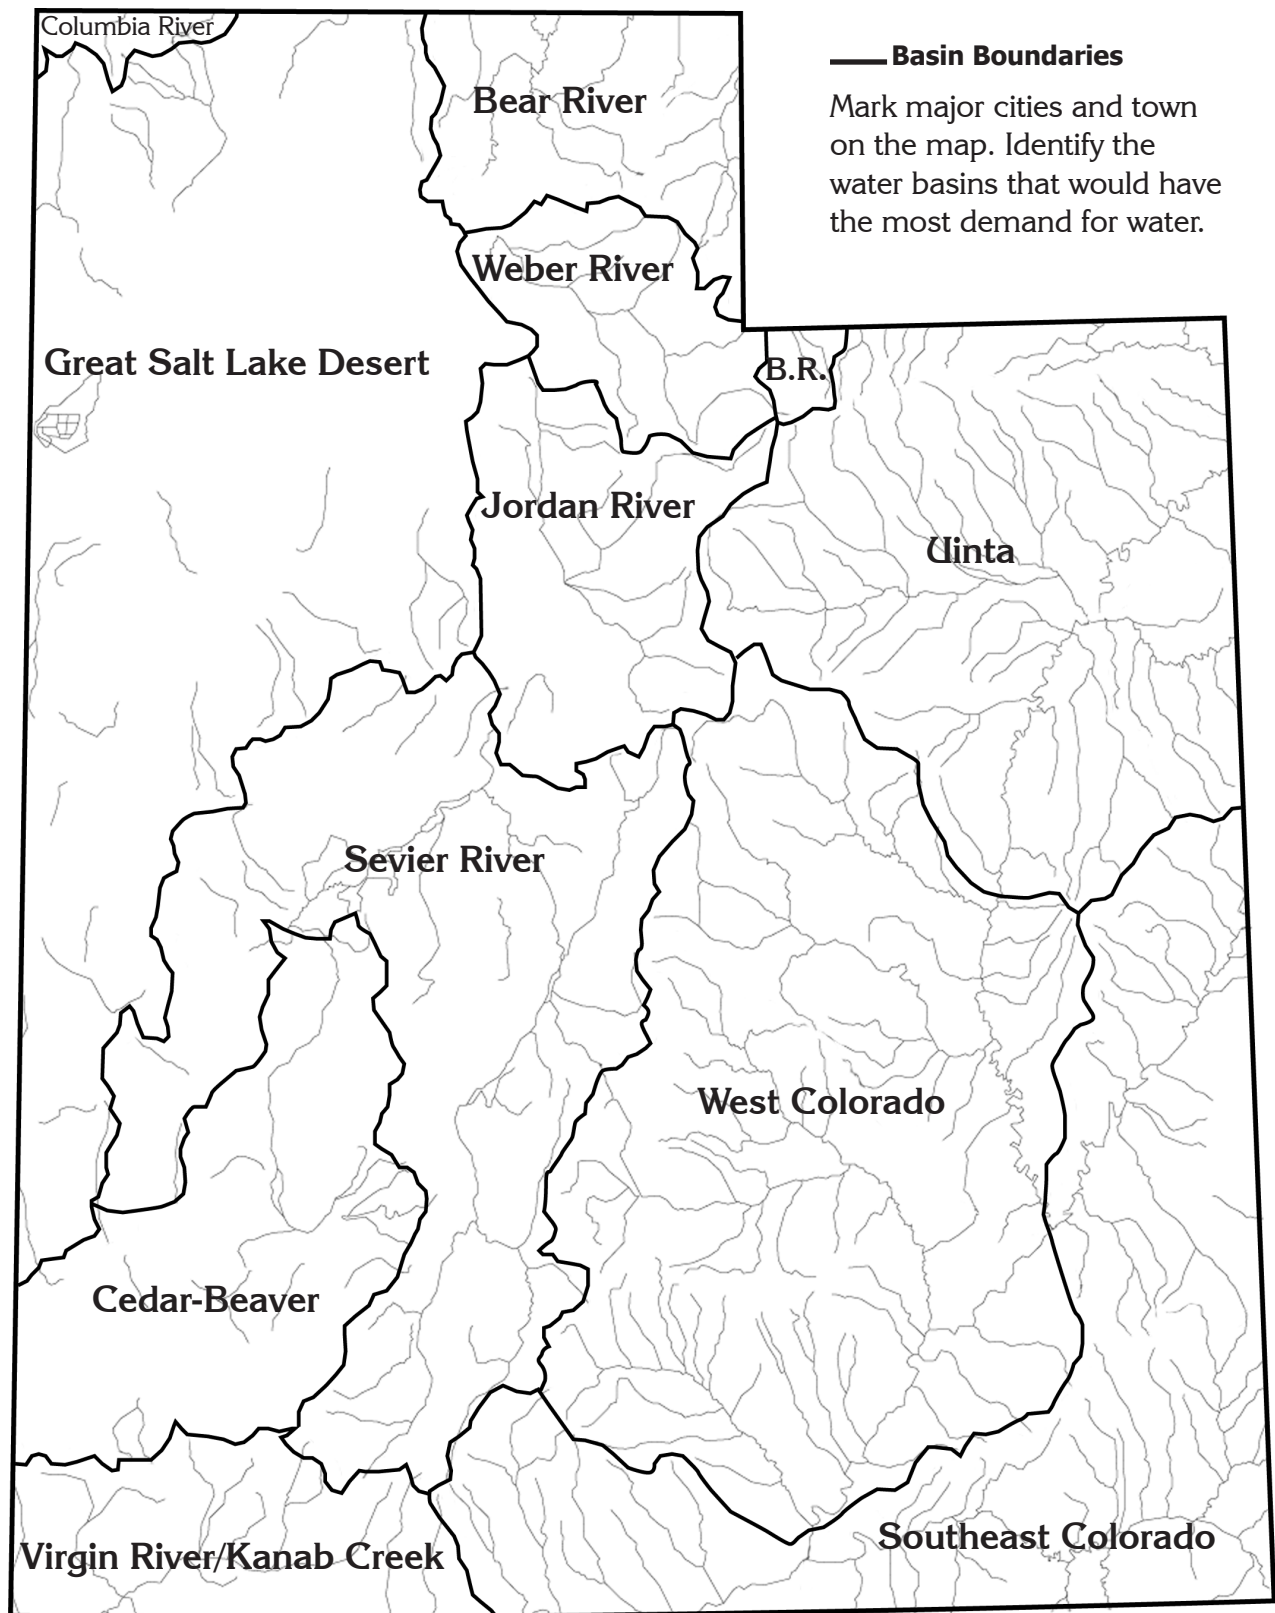 Columbia River
Basin Boundaries
Bear River
Mark major cities and town
on the map. Identify the
water basins that would have
the most demand for water.
Weber River
Great Salt Lake Desert
B.R.
Jordan River
Uinta
Sevier River
West Colorado
Cedar-Beaver
Southeast Colorado
Virgin River/Kanab Creek